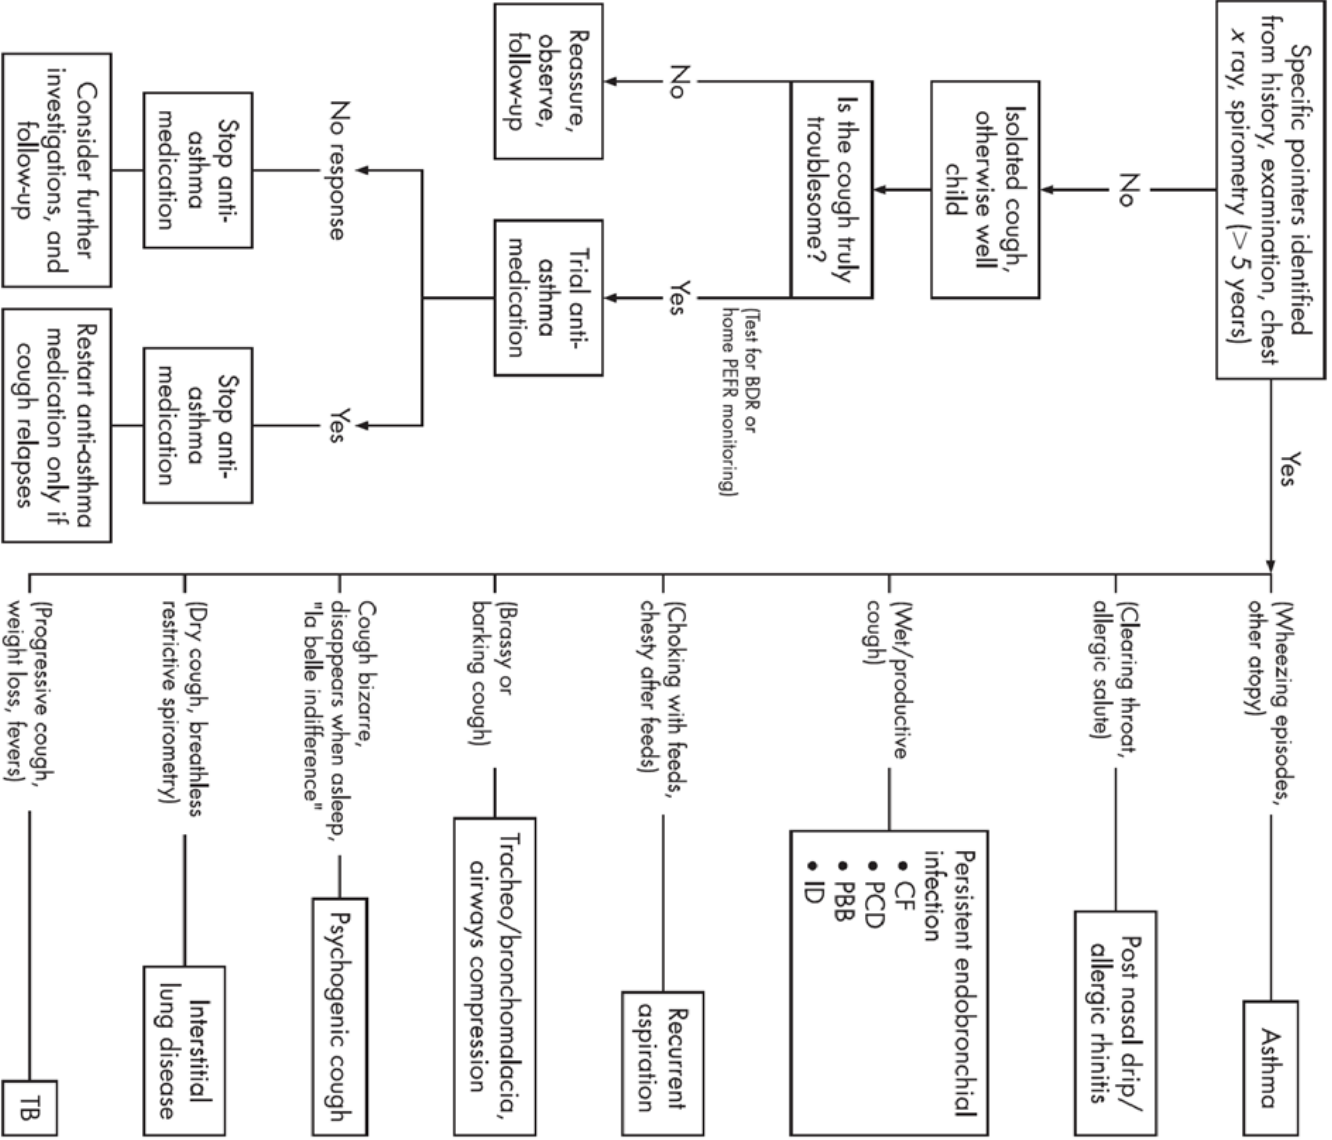 Specific pointers identified
from history, examination, chest
x ray, spirometry (> 5 years)
No
Yes
Isolated cough,
otherwise well
child
Is the cough truly
troublesome?
No
Yes
(Test for BDR or
home PEFR monitoring)
Reassure,
observe,
follow-up
Trial anti-
asthma
medication
No response
Yes
Stop anti-
asthma
medication
Stop anti-
asthma
medication
Consider further
investigations, and
follow-up
Restart anti-asthma
medication only if
cough relapses
(Wheezing episodes,
other atopy)
Asthma
(Clearing throat,
allergic salute)
Post nasal drip/
allergic rhinitis
(Wet/productive
cough)
Persistent endobronchial
infection
• CF
• PCD
• PBB
• ID
(Choking with feeds,
chesty after feeds)
Recurrent
aspiration
(Brassy or
barking cough)
Tracheo/bronchomalacia,
airways compression
Cough bizarre,
disappears when asleep,
"la belle indifference"
Psychogenic cough
(Dry cough, breathless
restrictive spirometry)
Interstitial
lung disease
(Progressive cough,
weight loss, fevers)
TB